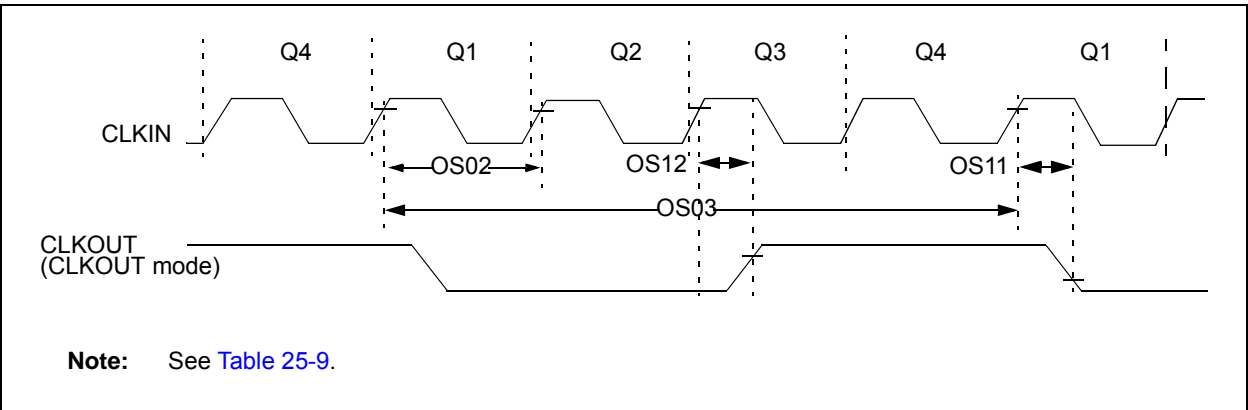 Q4 Q1 Q2 Q3 Q4 Q1
CLKIN
OS02 OS12 OS11
OS03
CLKOUT
(CLKOUT mode)
Note: See Table 25-9.